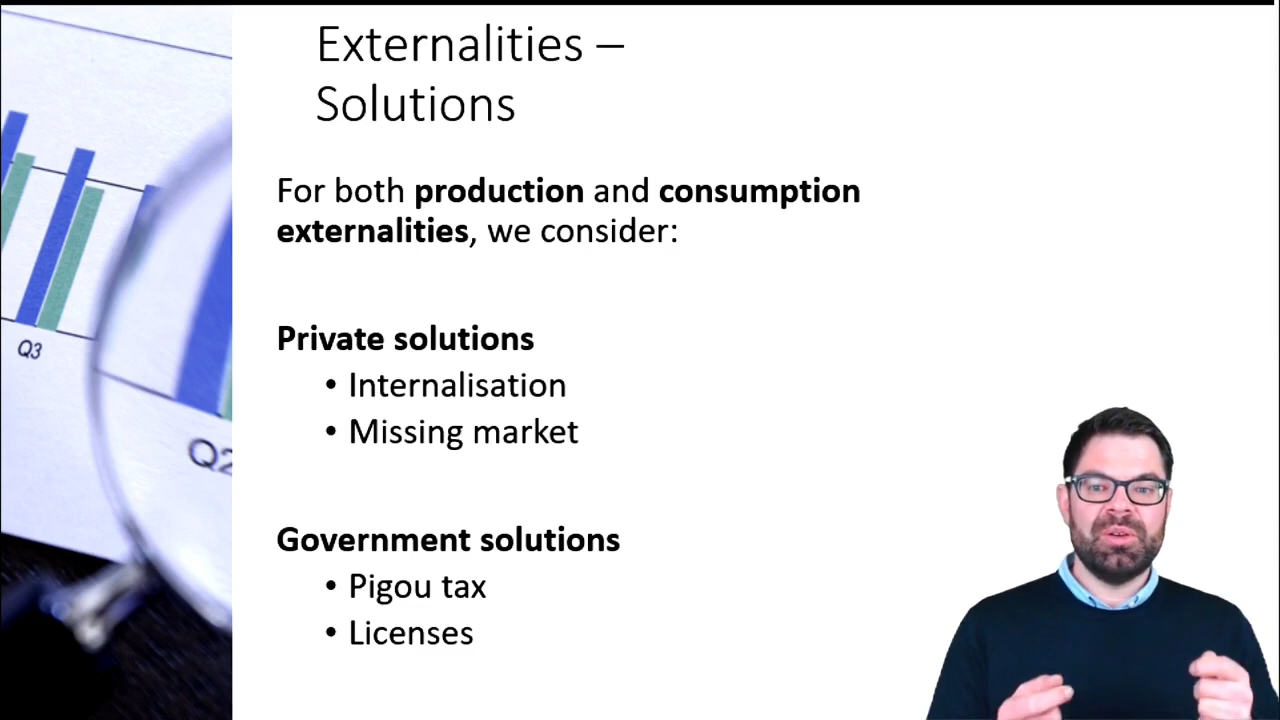 Externalities –
Solutions
For both production and consumption
externalities, we consider:
Private solutions
• Internalisation
• Missing market
Government solutions
• Pigou tax
• Licenses
Q3
Q2